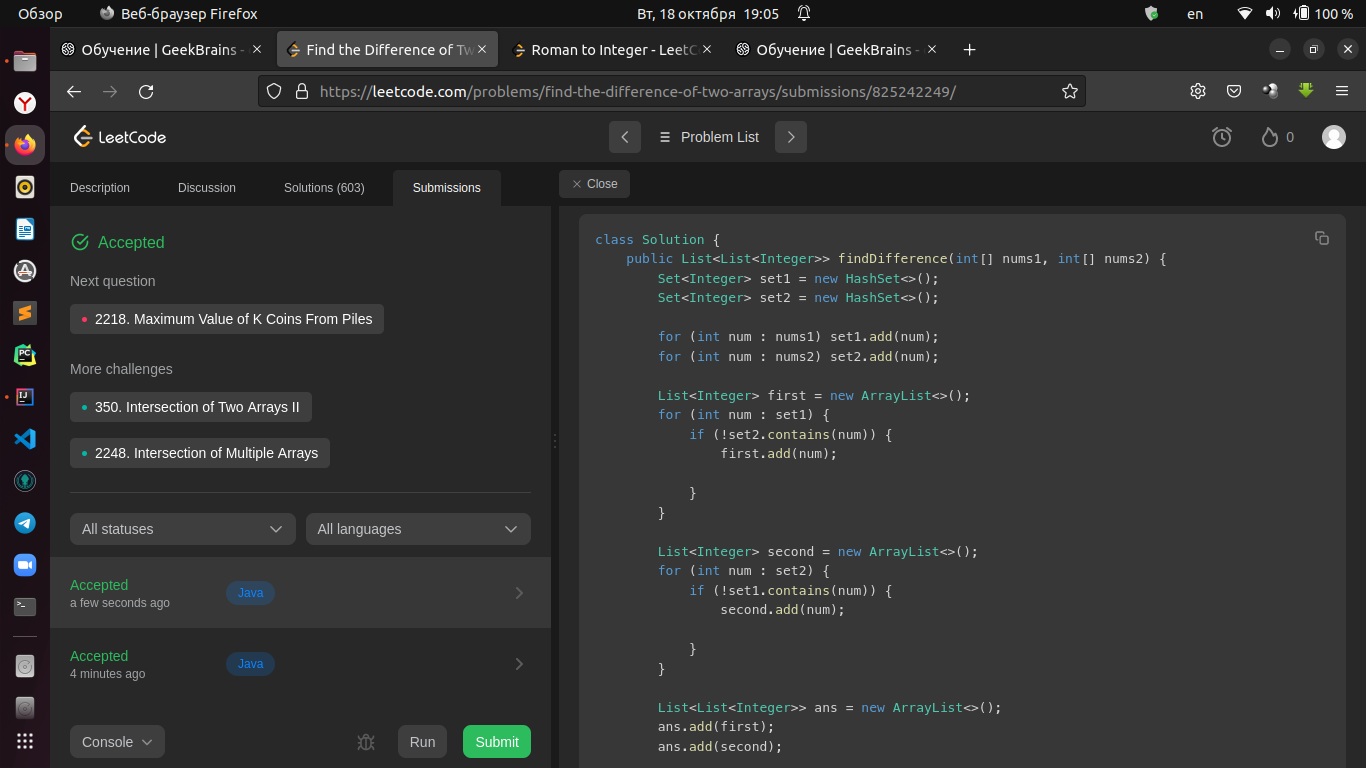 Обзор
Веб-браузер Firefox
Вт, 18 октября 19:05
en
100 %
Обучение | GeekBrains -
Find the Difference of Tw
Roman to Integer - LeetC
Обучение | GeekBrains -
https://leetcode.com/problems/find-the-difference-of-two-arrays/submissions/825242249/
LeetCode
Problem List
0
Description
Discussion
Solutions (603)
Submissions
Close
Accepted
Next question
2218. Maximum Value of K Coins From Piles
More challenges
350. Intersection of Two Arrays II
2248. Intersection of Multiple Arrays
All statuses
All languages
Accepted
a few seconds ago
Java
Accepted
4 minutes ago
Java
Console
Run
Submit
class Solution {
public List<List<Integer>> findDifference(int[] nums1, int[] nums2) {
Set<Integer> set1 = new HashSet<>();
Set<Integer> set2 = new HashSet<>();
for (int num : nums1) set1.add(num);
for (int num : nums2) set2.add(num);
List<Integer> first = new ArrayList<>();
for (int num : set1) {
if (!set2.contains(num)) {
first.add(num);
}
}
List<Integer> second = new ArrayList<>();
for (int num : set2) {
if (!set1.contains(num)) {
second.add(num);
}
}
List<List<Integer>> ans = new ArrayList<>();
ans.add(first);
ans.add(second);